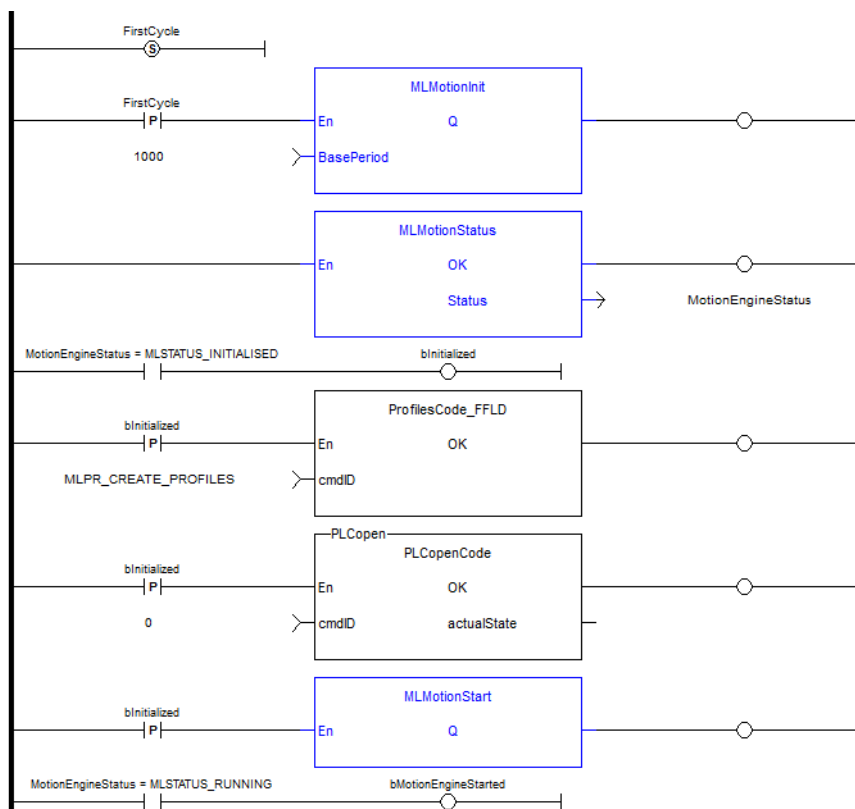 FirstCycle
S
FirstCycle
P
MLMotionInit
En Q
1000
BasePeriod
MLMotionStatus
En OK
Status
MotionEngineStatus
MotionEngineStatus = MLSTATUS_INITIALISED
bInitialized
ProfilesCode_FFLD
bInitialized
P
En OK
MLPR_CREATE_PROFILES
cmdID
PLCopen
PLCopenCode
bInitialized
P
En OK
0
cmdID actualState
MLMotionStart
bInitialized
P
En Q
MotionEngineStatus = MLSTATUS_RUNNING
bMotionEngineStarted